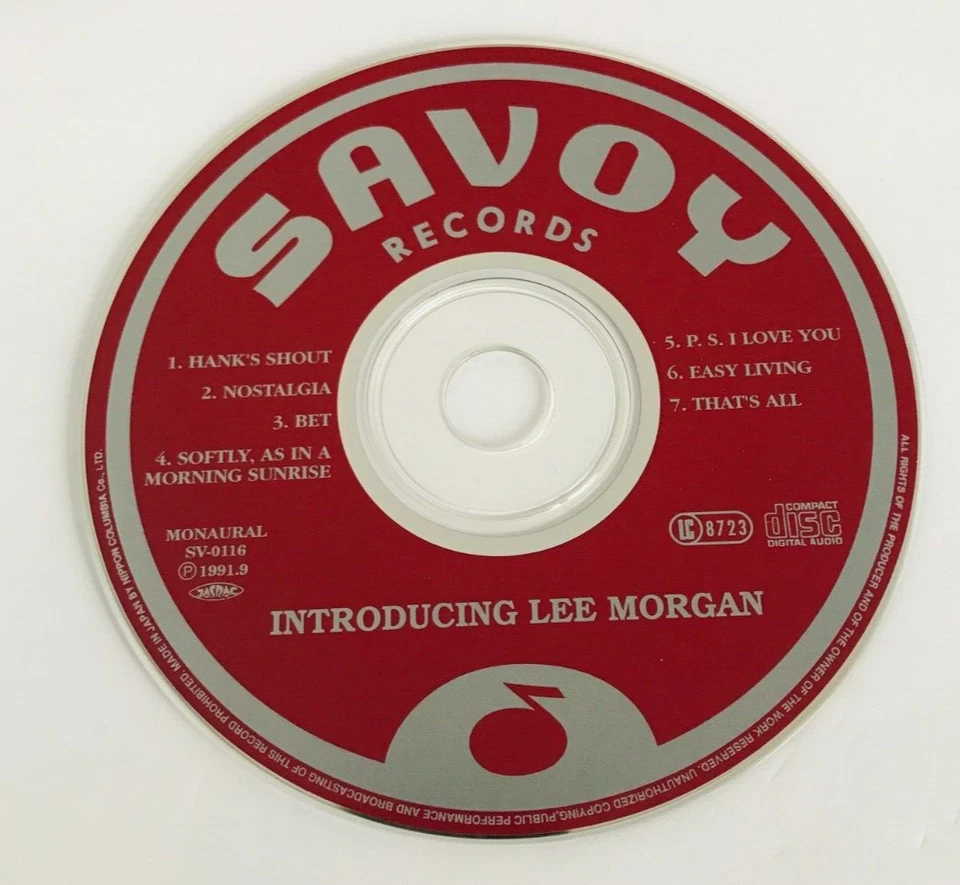 SAVOY
RECORDS
1. HANK'S SHOUT
2. NOSTALGIA
3. BET
4. SOFTLY, AS IN A
MORNING SUNRISE
5. P. S. I LOVE YOU
6. EASY LIVING
7. THAT'S ALL
MONAURAL
SV-0116
Ⓟ1991.9
JASRAC
LC 8723
COMPACT
disc
DIGITAL AUDIO
INTRODUCING LEE MORGAN
ALL RIGHTS OF THE PRODUCER AND OF THE OWNER OF THE WORK RESERVED. UNAUTHORIZED COPYING,PUBLIC PERFORMANCE AND BROADCASTING OF THIS RECORD PROHIBITED. MADE IN JAPAN BY NIPPON COLUMBIA Co., LTD.